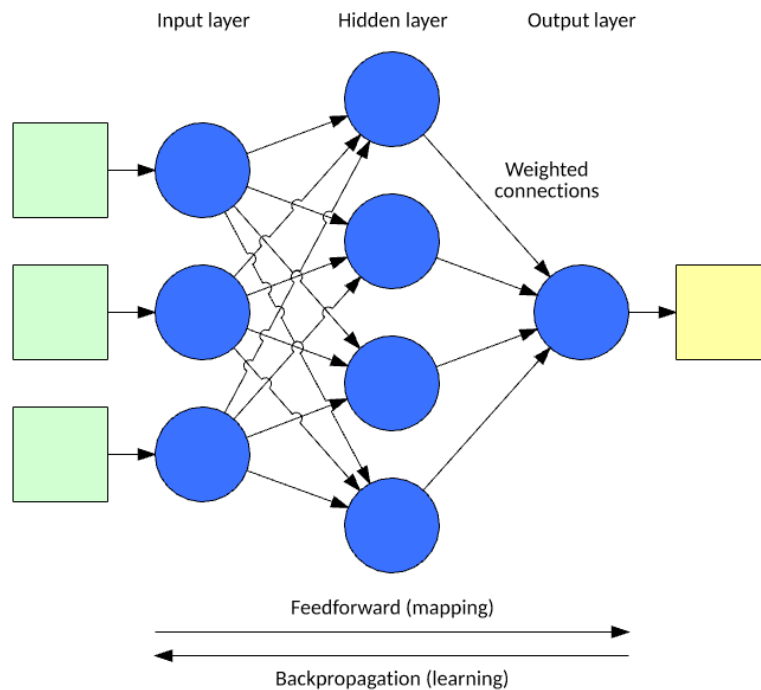 Input layer
Hidden layer
Output layer
Weighted
connections
Feedforward (mapping)
Backpropagation (learning)